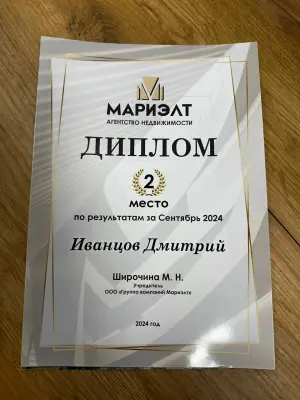 МАРИЭЛТ
АГЕНТСТВО НЕДВИЖИМОСТИ
ДИПЛОМ
2
место
по результатам за Сентябрь 2024
Иванцов Дмитрий
Широчина М. Н.
Учредитель
ООО «Группа компаний Мариэлт»
2024 год